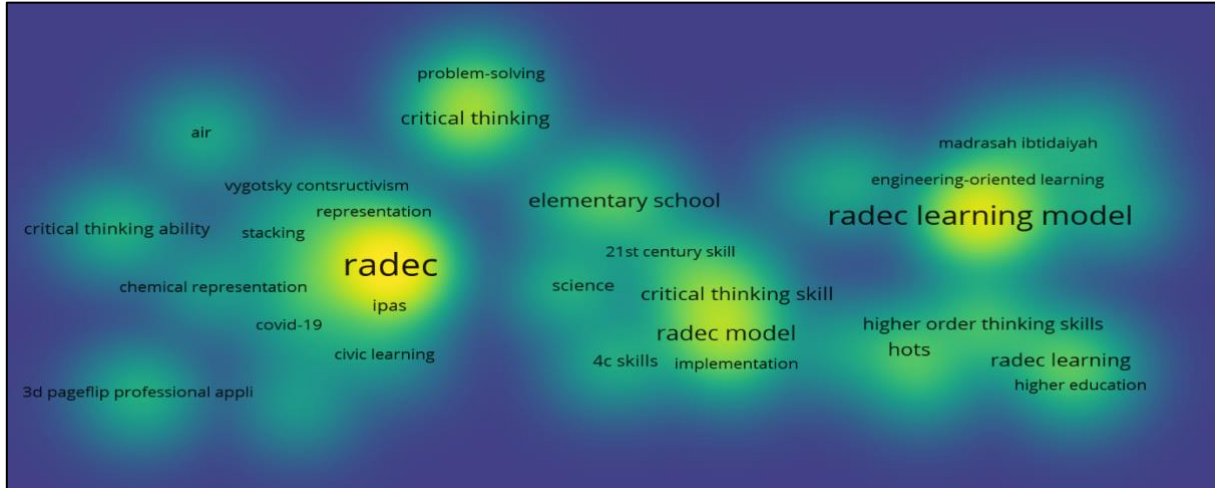 problem-solving
critical thinking
air
madrasah ibtidaiyah
vygotsky contsructivism
engineering-oriented learning
representation
elementary school
radec learning model
critical thinking ability
stacking
21st century skill
radec
science
chemical representation
critical thinking skill
ipas
covid-19
radec model
higher order thinking skills
civic learning
4c skills
implementation
hots
radec learning
3d pageflip professional appli
higher education